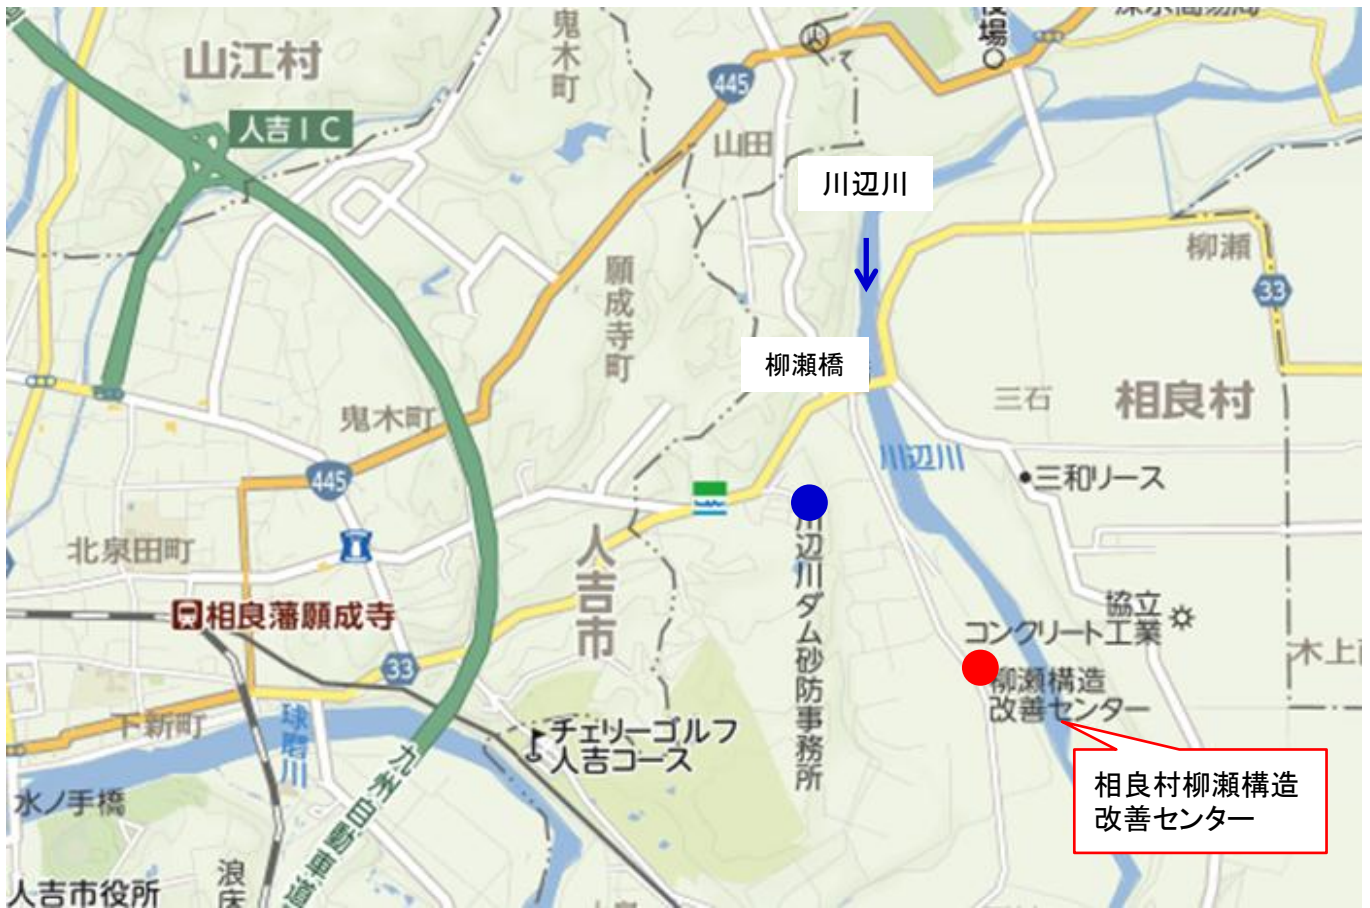 山江村
鬼木町
役場
人吉IC
445
山田
川辺川
柳瀬
33
願成寺町
柳瀬橋
三石
相良村
鬼木町
川辺川
445
三和リース
北泉田町
人吉市
川辺川ダム砂防事務所
協立
コンクリート工業
相良藩願成寺
33
木上
柳瀬構造
改善センター
下新町
球磨川
チェリーゴルフ
人吉コース
九州自動車道
相良村柳瀬構造
改善センター
水ノ手橋
人吉市役所
浪床